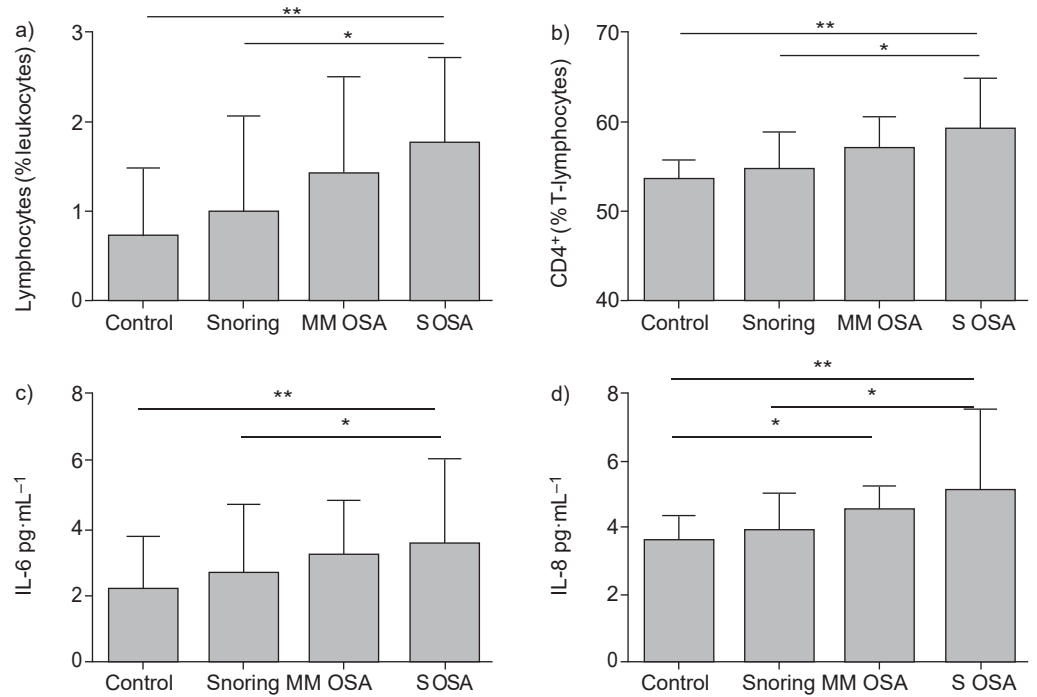 a)
Lymphocytes (% leukocytes)
3
2
1
0
**
*
Control Snoring MM OSA S OSA
b)
CD4⁺ (% T-lymphocytes)
70
60
50
40
**
*
Control Snoring MM OSA S OSA
c)
IL-6 pg·mL⁻¹
8
6
4
2
0
**
*
Control Snoring MM OSA S OSA
d)
IL-8 pg·mL⁻¹
8
6
4
2
0
**
*
*
Control Snoring MM OSA S OSA